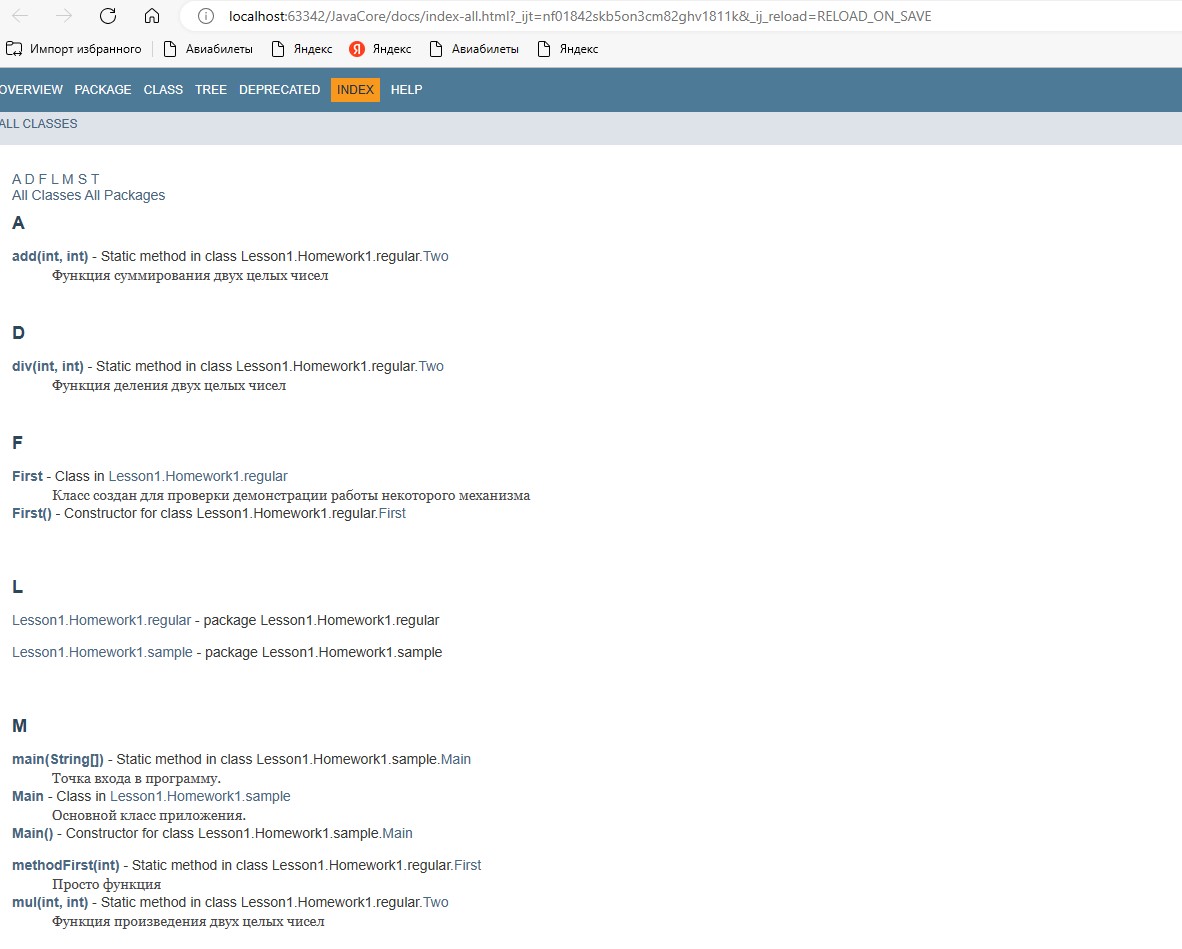 localhost:63342/JavaCore/docs/index-all.html?_ijt=nf01842skb5on3cm82ghv1811k&_ij_reload=RELOAD_ON_SAVE
Импорт избранного Авиабилеты Яндекс Я Яндекс Авиабилеты Яндекс
OVERVIEW PACKAGE CLASS TREE DEPRECATED INDEX HELP
ALL CLASSES
A D F L M S T
All Classes All Packages
A
add(int, int) - Static method in class Lesson1.Homework1.regular.Two
Функция суммирования двух целых чисел
D
div(int, int) - Static method in class Lesson1.Homework1.regular.Two
Функция деления двух целых чисел
F
First - Class in Lesson1.Homework1.regular
Класс создан для проверки демонстрации работы некоторого механизма
First() - Constructor for class Lesson1.Homework1.regular.First
L
Lesson1.Homework1.regular - package Lesson1.Homework1.regular
Lesson1.Homework1.sample - package Lesson1.Homework1.sample
M
main(String[]) - Static method in class Lesson1.Homework1.sample.Main
Точка входа в программу.
Main - Class in Lesson1.Homework1.sample
Основной класс приложения.
Main() - Constructor for class Lesson1.Homework1.sample.Main
methodFirst(int) - Static method in class Lesson1.Homework1.regular.First
Просто функция
mul(int, int) - Static method in class Lesson1.Homework1.regular.Two
Функция произведения двух целых чисел